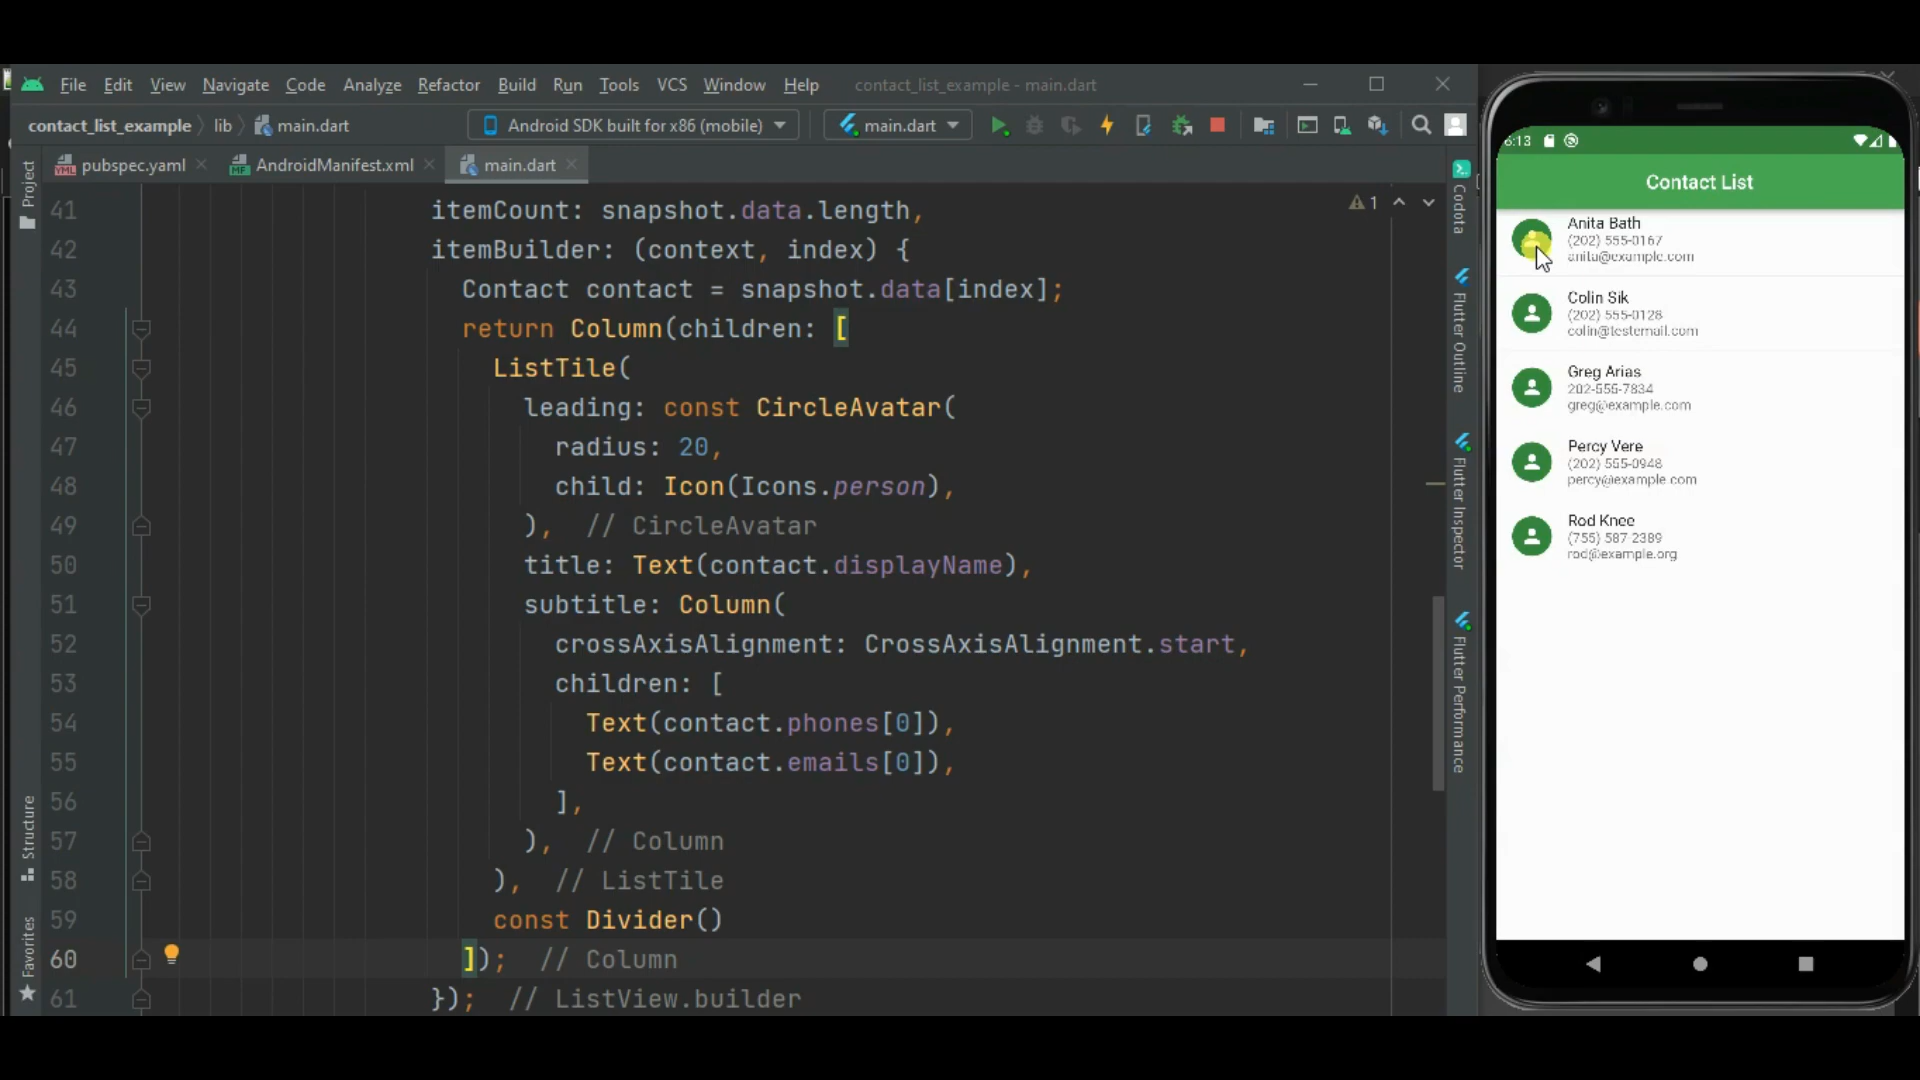 File Edit View Navigate Code Analyze Refactor Build Run Tools VCS Window Help contact_list_example - main.dart
contact_list_example lib main.dart Android SDK built for x86 (mobile) main.dart
pubspec.yaml AndroidManifest.xml main.dart
Project
Structure
Favorites
1
41 itemCount: snapshot.data.length,
42 itemBuilder: (context, index) {
43 Contact contact = snapshot.data[index];
44 return Column(children: [
45 ListTile(
46 leading: const CircleAvatar(
47 radius: 20,
48 child: Icon(Icons.person),
49 ), // CircleAvatar
50 title: Text(contact.displayName),
51 subtitle: Column(
52 crossAxisAlignment: CrossAxisAlignment.start,
53 children: [
54 Text(contact.phones[0]),
55 Text(contact.emails[0]),
56 ],
57 ), // Column
58 ), // ListTile
59 const Divider()
60 ]); // Column
61 }); // ListView.builder
Codota
Flutter Outline
Flutter Inspector
Flutter Performance
6:13
Contact List
Anita Bath
(202) 555-0167
anita@example.com
Colin Sik
(202) 555-0128
colin@testemail.com
Greg Arias
202-555-7834
greg@example.com
Percy Vere
(202) 555-0948
percy@example.com
Rod Knee
(755) 587-2389
rod@example.org